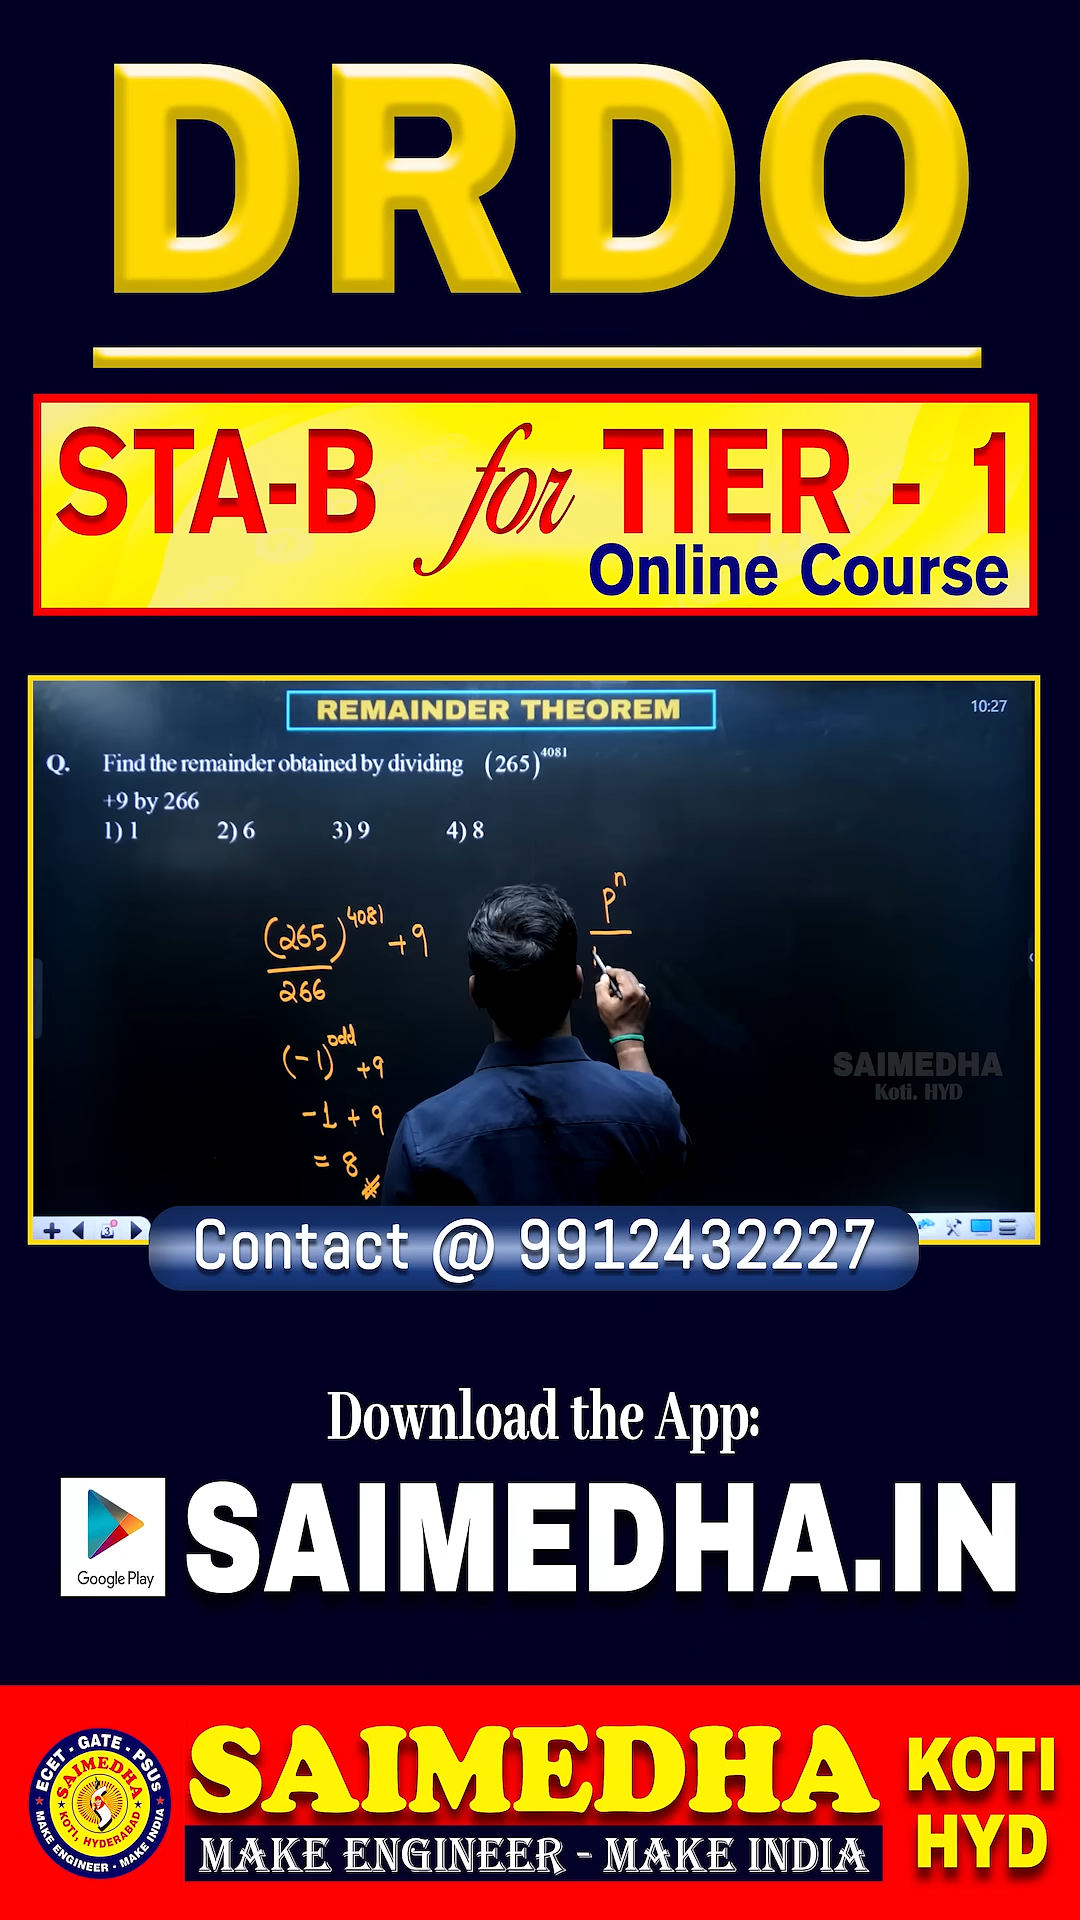 DRDO
STA-B for TIER - 1
Online Course
REMAINDER THEOREM
10:27
Q. Find the remainder obtained by dividing (265)^4081
+9 by 266
1) 1 2) 6 3) 9 4) 8
(265)^4081 + 9
266
(-1)^odd + 9
-1 + 9
= 8
p^n
SAIMEDHA
Koti. HYD
3
Contact @ 9912432227
Download the App:
Google Play
SAIMEDHA.IN
ECET - GATE - PSUs
SAIMEDHA
KOTI, HYDERABAD
MAKE ENGINEER - MAKE INDIA
SAIMEDHA
MAKE ENGINEER - MAKE INDIA
KOTI
HYD